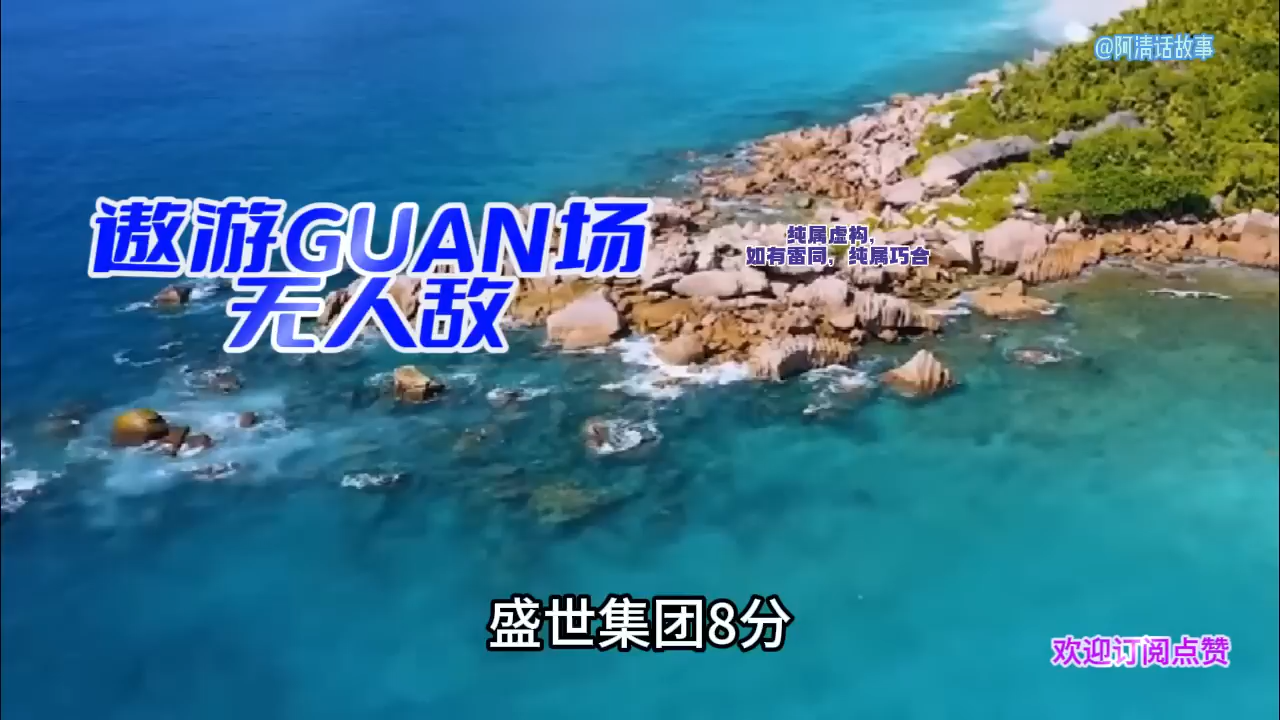 @阿清话故事
遨游GUAN场
无人敌
纯属虚构，
如有雷同，纯属巧合
盛世集团8分
欢迎订阅点赞